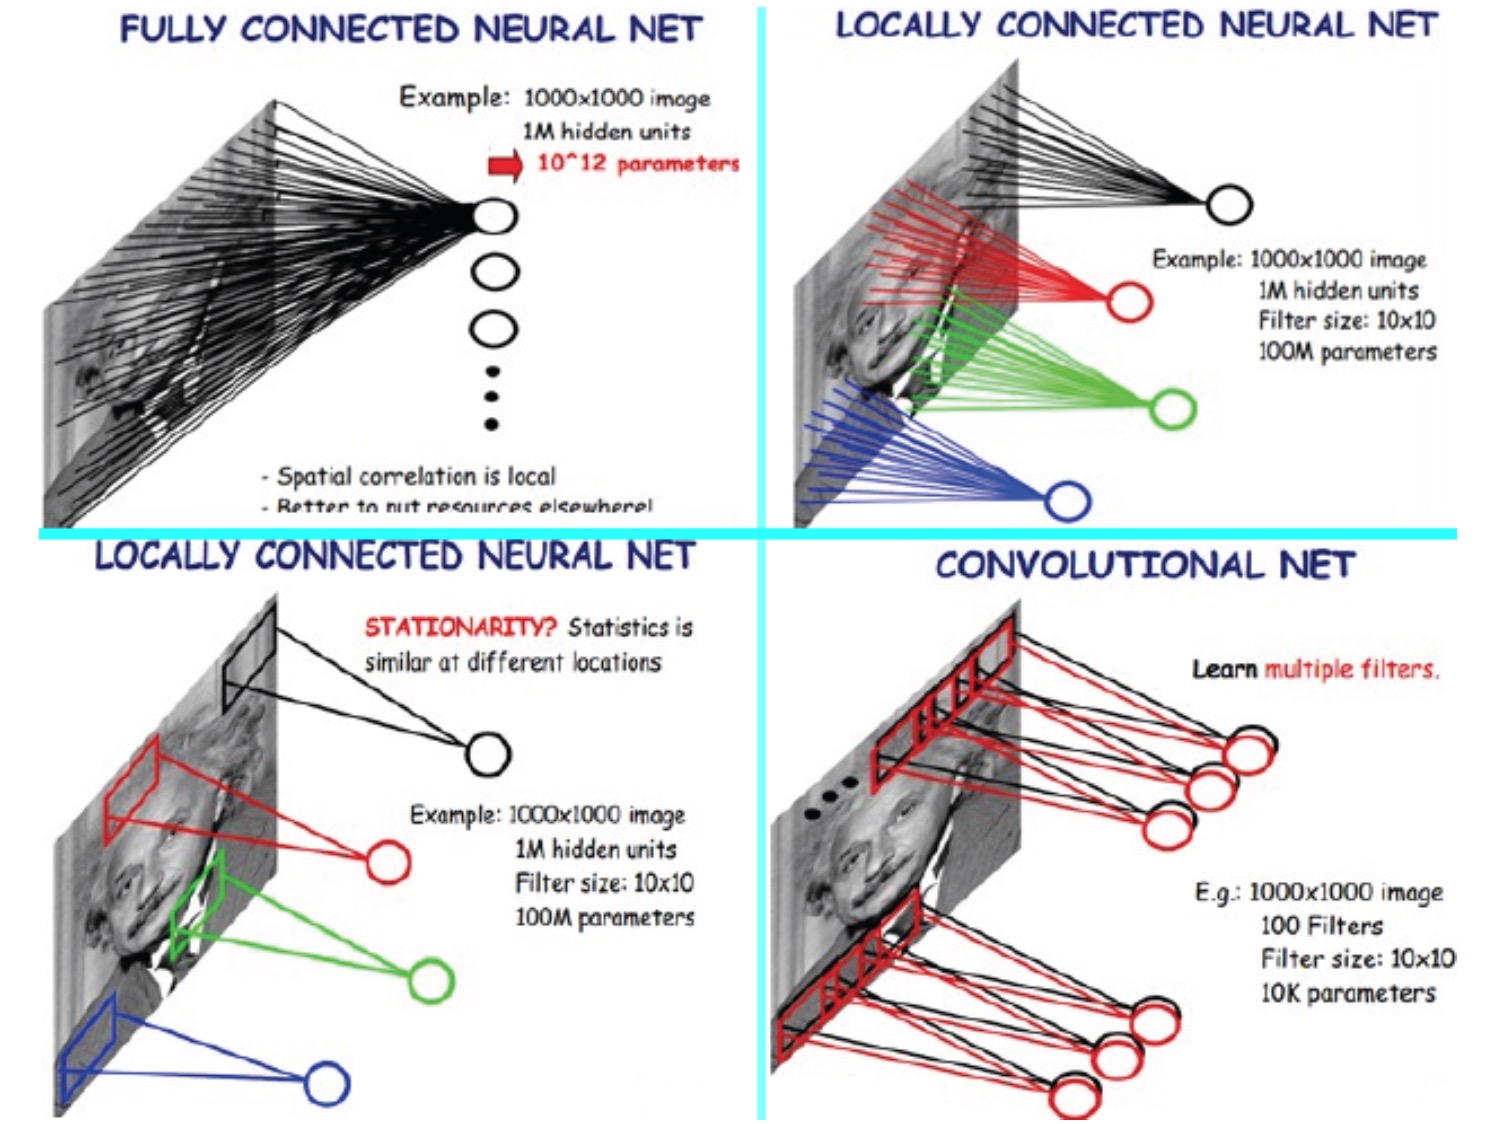 FULLY CONNECTED NEURAL NET
Example: 1000x1000 image
1M hidden units
10^12 parameters
- Spatial correlation is local
- Better to put resources elsewhere!
LOCALLY CONNECTED NEURAL NET
Example: 1000x1000 image
1M hidden units
Filter size: 10x10
100M parameters
LOCALLY CONNECTED NEURAL NET
STATIONARITY? Statistics is
similar at different locations
Example: 1000x1000 image
1M hidden units
Filter size: 10x10
100M parameters
CONVOLUTIONAL NET
Learn multiple filters.
E.g.: 1000x1000 image
100 Filters
Filter size: 10x10
10K parameters